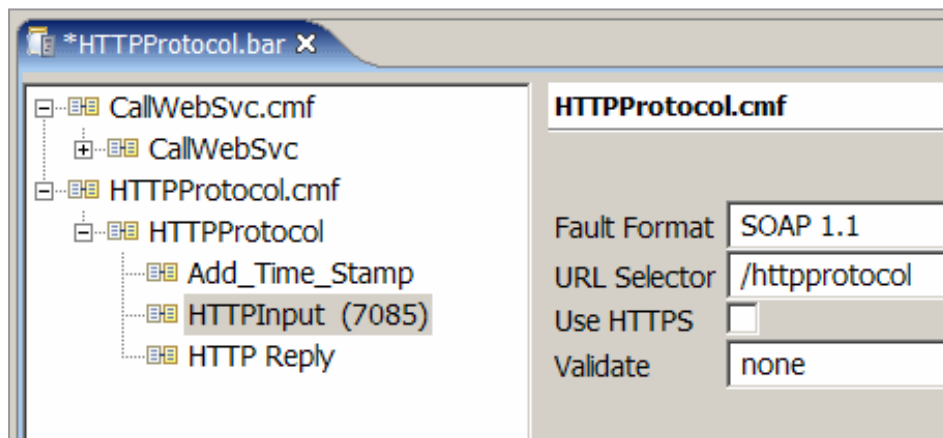 *HTTPProtocol.bar
CallWebSvc.cmf
CallWebSvc
HTTPProtocol.cmf
HTTPProtocol
Add_Time_Stamp
HTTPInput (7085)
HTTP Reply
HTTPProtocol.cmf
Fault Format SOAP 1.1
URL Selector /httpprotocol
Use HTTPS
Validate none